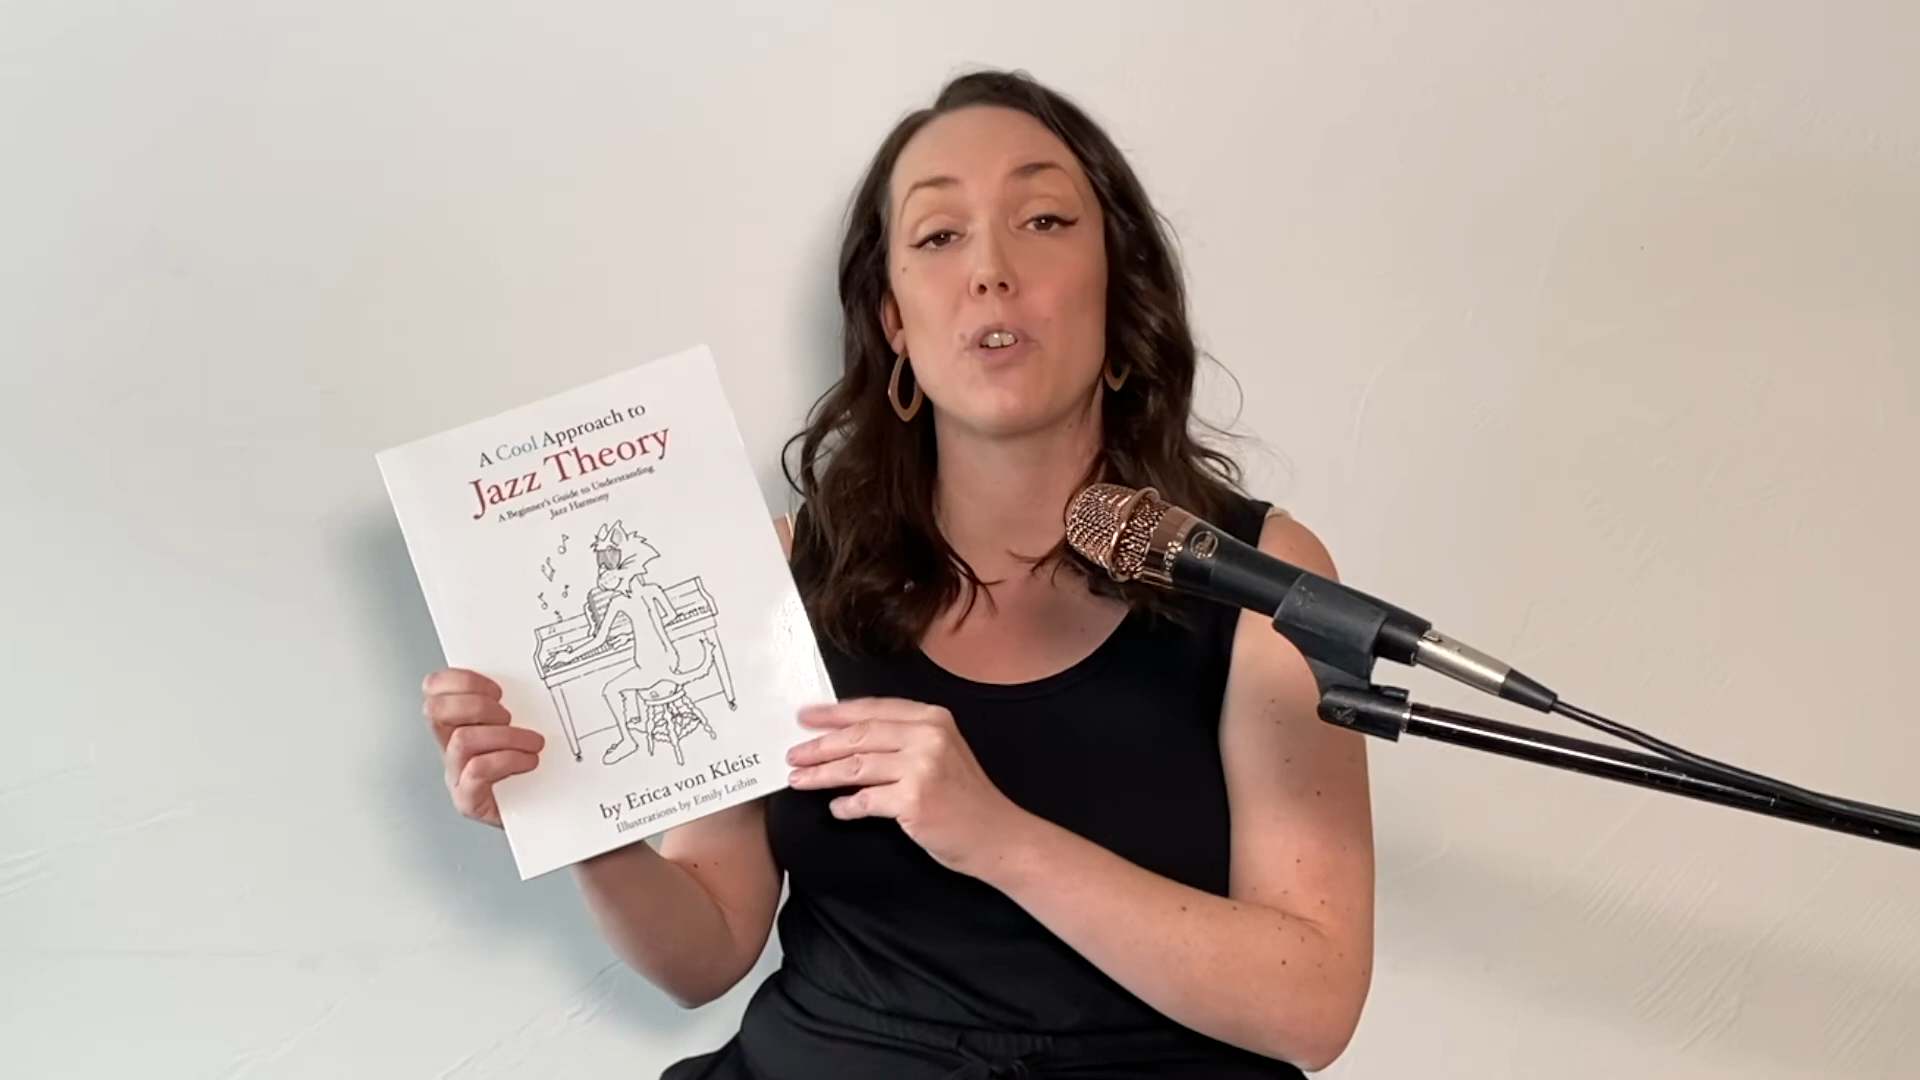 A Cool Approach to
Jazz Theory
A Beginner's Guide to Understanding
Jazz Harmony
by Erica von Kleist
Illustrations by Emily Leibin